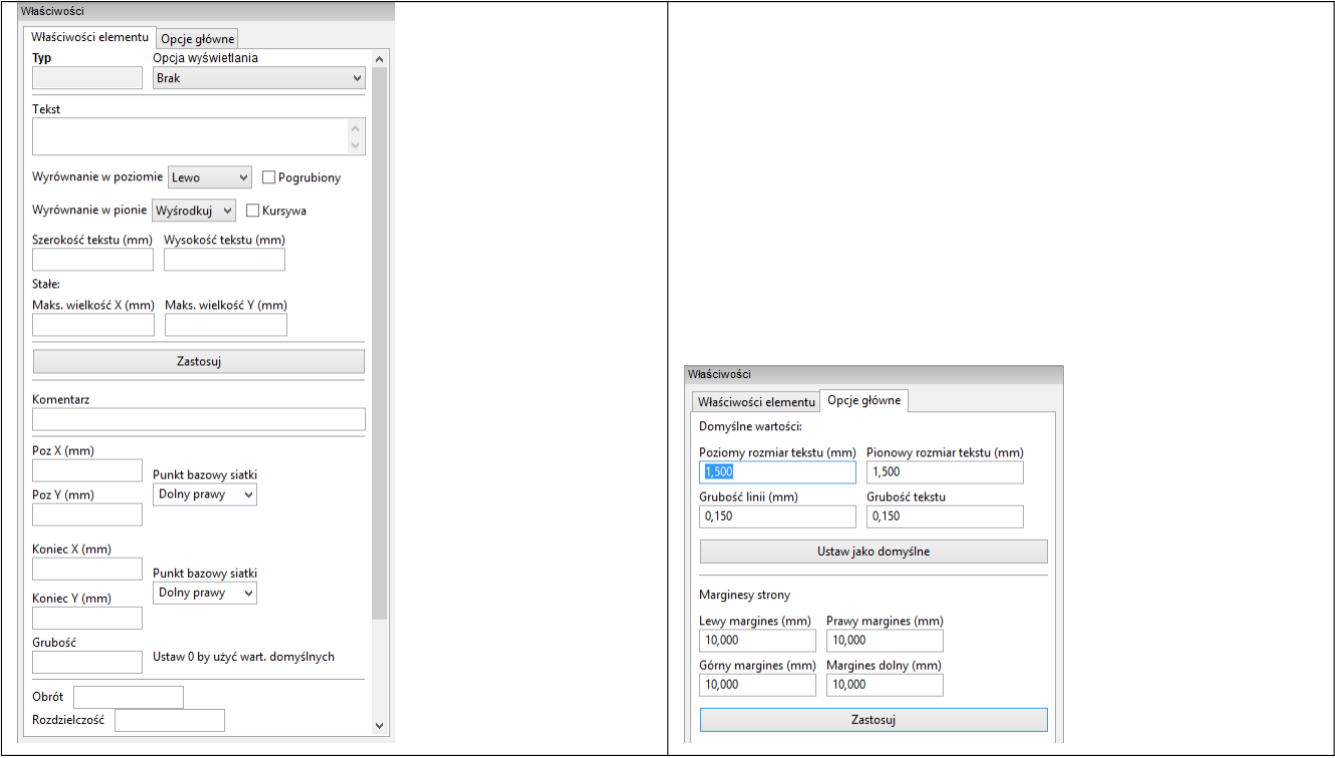 Właściwości
Właściwości elementu Opcje główne
Typ Opcja wyświetlania
Brak
Tekst
Wyrównanie w poziomie Lewo Pogrubiony
Wyrównanie w pionie Wyśrodkuj Kursywa
Szerokość tekstu (mm) Wysokość tekstu (mm)
Stałe:
Maks. wielkość X (mm) Maks. wielkość Y (mm)
Zastosuj
Komentarz
Poz X (mm)
Punkt bazowy siatki
Poz Y (mm) Dolny prawy
Koniec X (mm)
Punkt bazowy siatki
Koniec Y (mm) Dolny prawy
Grubość
Ustaw 0 by użyć wart. domyślnych
Obrót
Rozdzielczość
Właściwości
Właściwości elementu Opcje główne
Domyślne wartości:
Poziomy rozmiar tekstu (mm) Pionowy rozmiar tekstu (mm)
1,500 1,500
Grubość linii (mm) Grubość tekstu
0,150 0,150
Ustaw jako domyślne
Marginesy strony
Lewy margines (mm) Prawy margines (mm)
10,000 10,000
Górny margines (mm) Margines dolny (mm)
10,000 10,000
Zastosuj